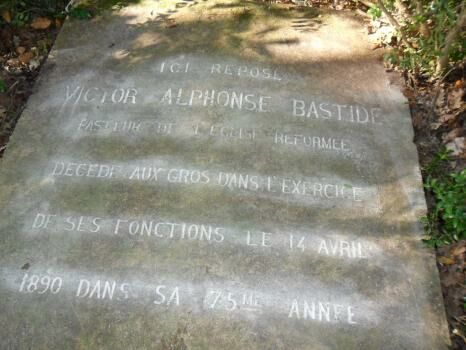 ICI REPOSE
VICTOR ALPHONSE BASTIDE
PASTEUR DE L'EGLISE REFORMEE
DECEDE AUX GROS DANS L'EXERCICE
DE SES FONCTIONS LE 14 AVRIL
1890 DANS SA 75ME ANNEE